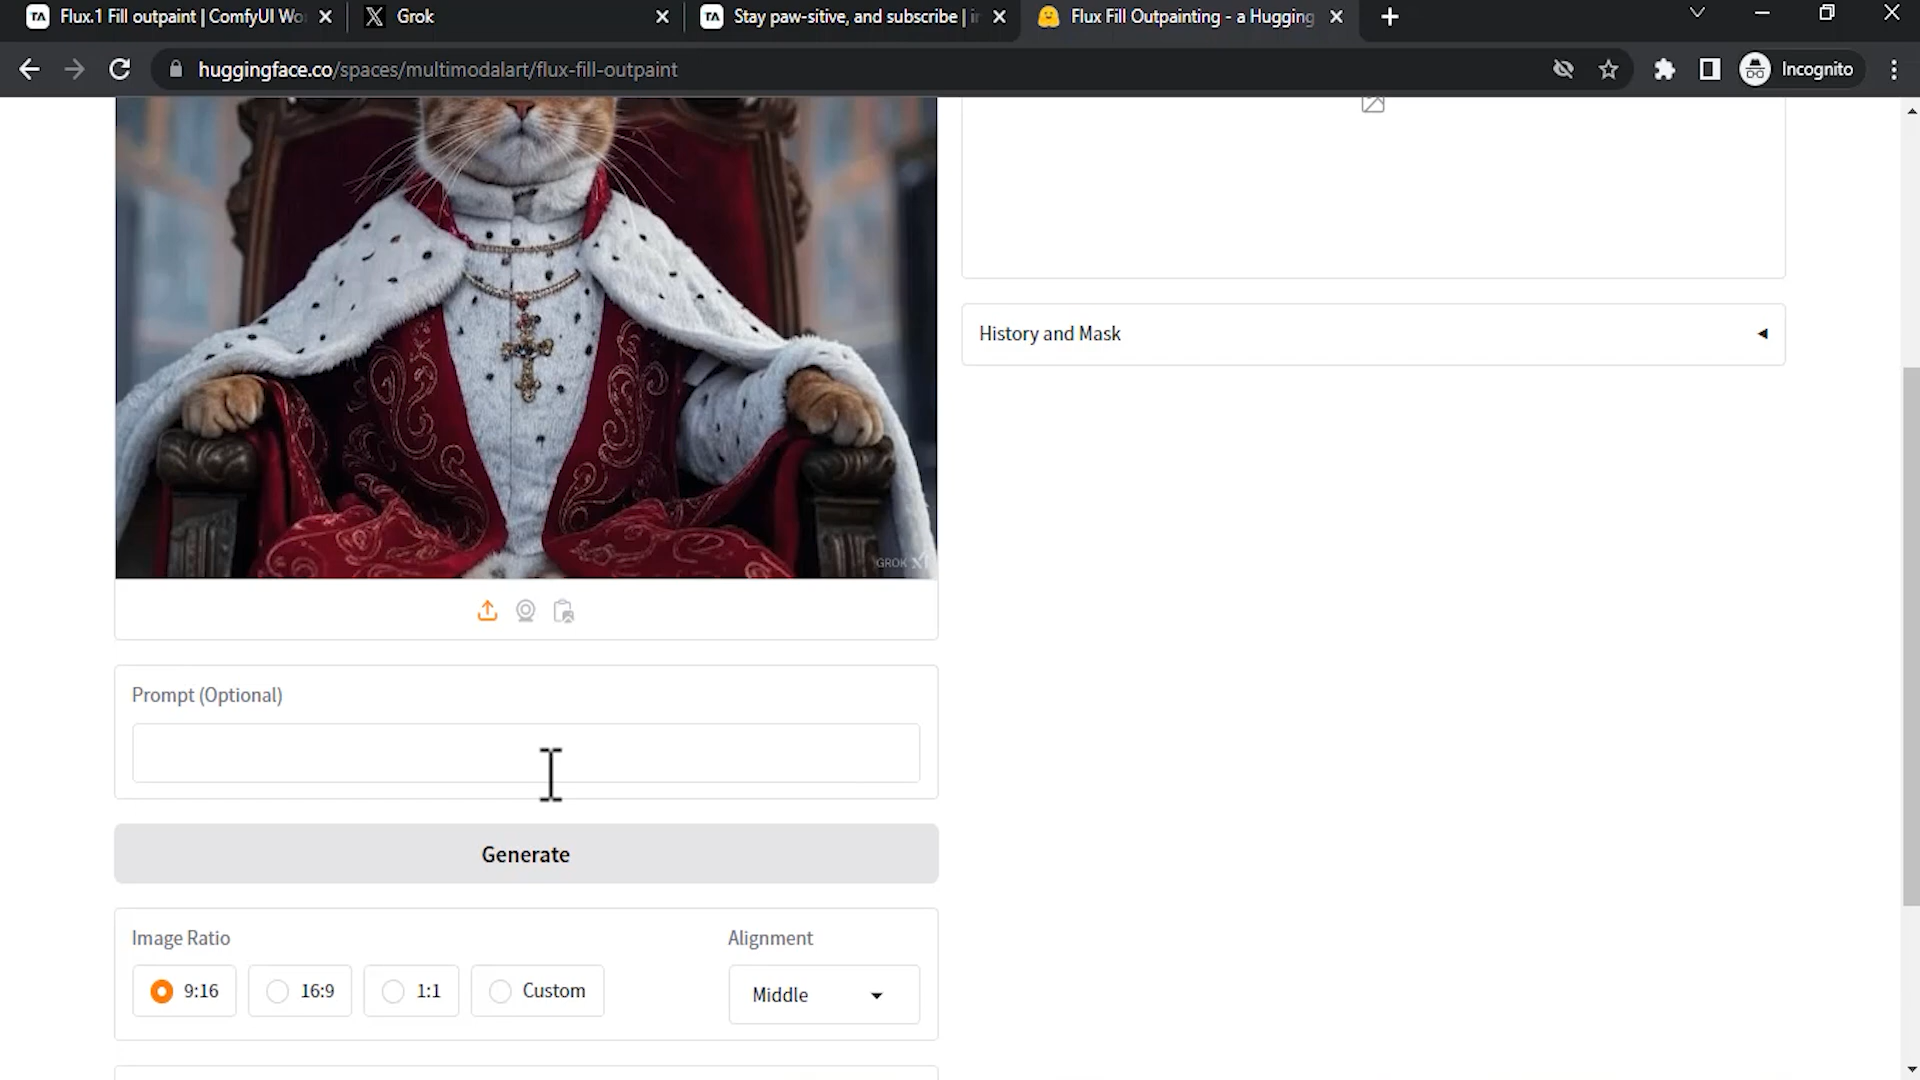 Flux.1 Fill outpaint | ComfyUI Wo
Grok
Stay paw-sitive, and subscribe | i
Flux Fill Outpainting - a Hugging
huggingface.co/spaces/multimodalart/flux-fill-outpaint
Incognito
History and Mask
GROK
Prompt (Optional)
Generate
Image Ratio
Alignment
9:16
16:9
1:1
Custom
Middle